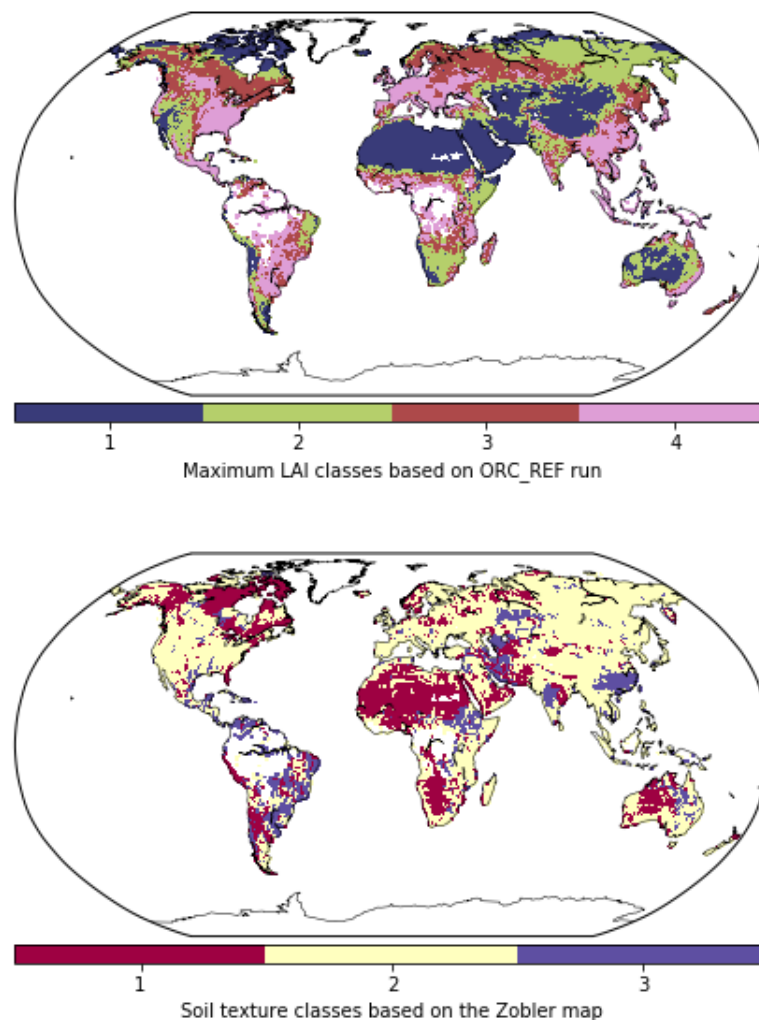 1 2 3 4
Maximum LAI classes based on ORC_REF run
1 2 3
Soil texture classes based on the Zobler map